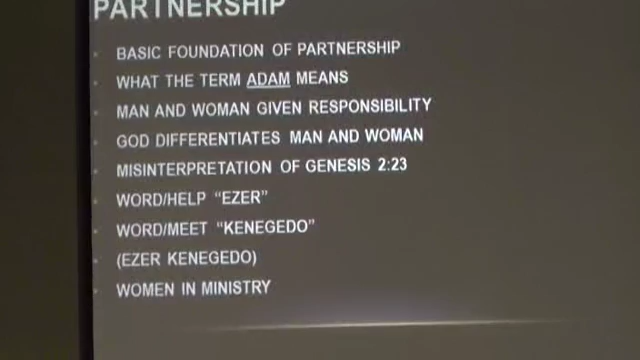 PARTNERSHIP
BASIC FOUNDATION OF PARTNERSHIP
WHAT THE TERM ADAM MEANS
MAN AND WOMAN GIVEN RESPONSIBILITY
GOD DIFFERENTIATES MAN AND WOMAN
MISINTERPRETATION OF GENESIS 2:23
WORD/HELP "EZER"
WORD/MEET "KENEGEDO"
(EZER KENEGEDO)
WOMEN IN MINISTRY